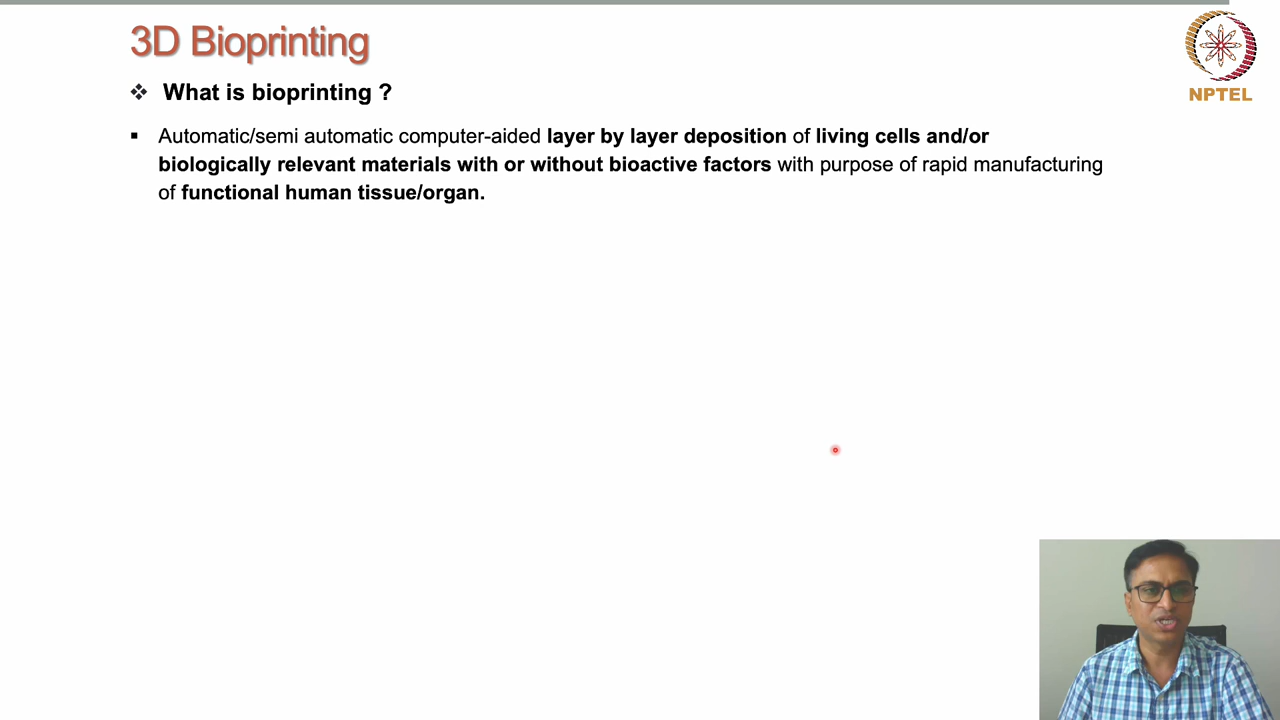 3D Bioprinting
NPTEL
❖ What is bioprinting ?
▪ Automatic/semi automatic computer-aided layer by layer deposition of living cells and/or
biologically relevant materials with or without bioactive factors with purpose of rapid manufacturing
of functional human tissue/organ.